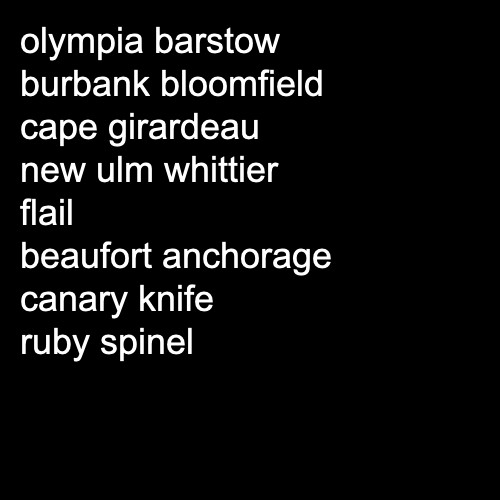 olympia barstow
burbank bloomfield
cape girardeau
new ulm whittier
flail
beaufort anchorage
canary knife
ruby spinel